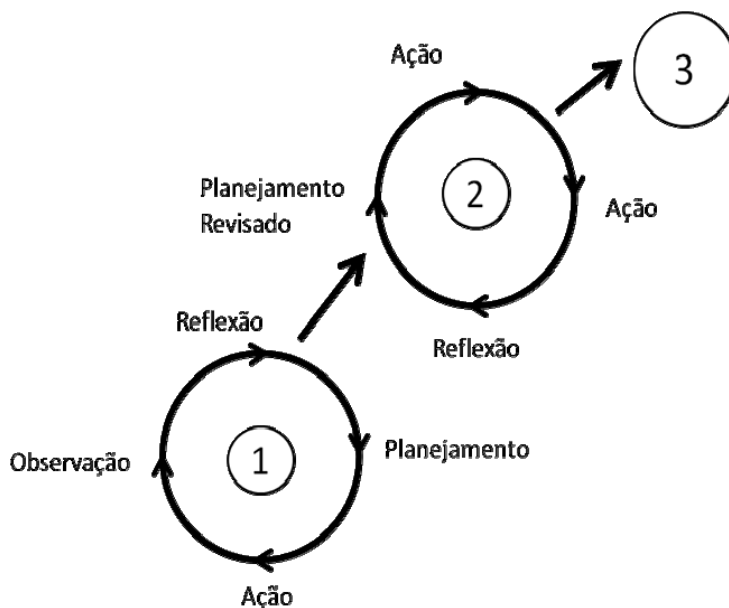 Ação
3
Planejamento
Revisado
2
Ação
Reflexão
Reflexão
Observação
1
Planejamento
Ação